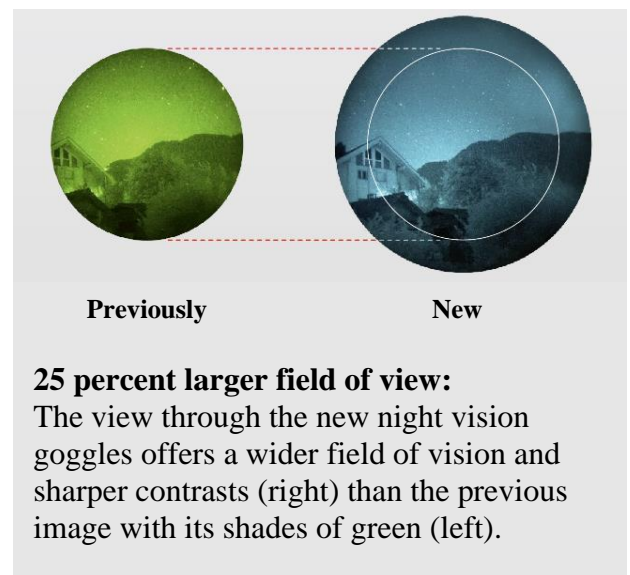 Previously
New
25 percent larger field of view:
The view through the new night vision
goggles offers a wider field of vision and
sharper contrasts (right) than the previous
image with its shades of green (left).